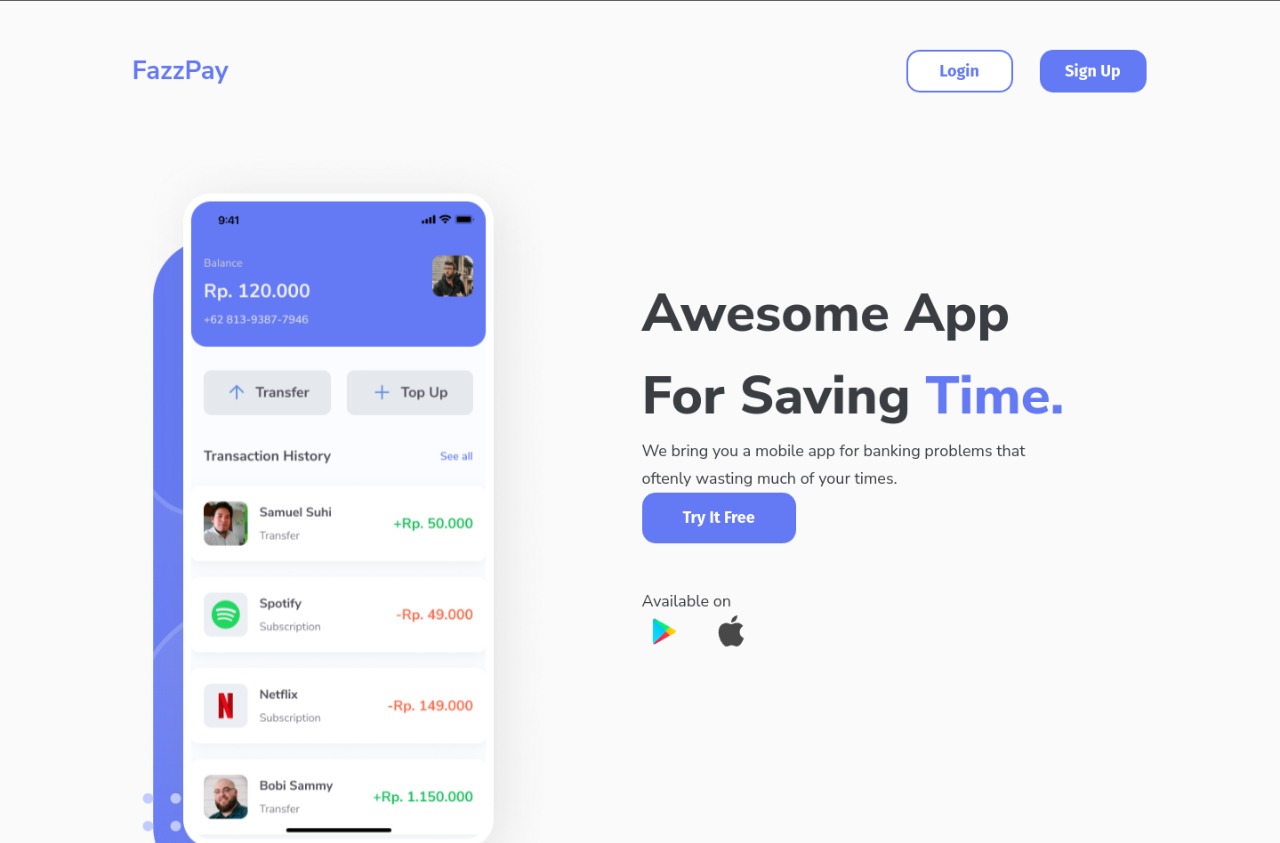 FazzPay
Login
Sign Up
9:41
Balance
Rp. 120.000
+62 813-9387-7946
Transfer
Top Up
Transaction History
See all
Samuel Suhi
Transfer
+Rp. 50.000
Spotify
Subscription
-Rp. 49.000
N
Netflix
Subscription
-Rp. 149.000
Bobi Sammy
Transfer
+Rp. 1.150.000
Awesome App
For Saving Time.
We bring you a mobile app for banking problems that
oftenly wasting much of your times.
Try It Free
Available on